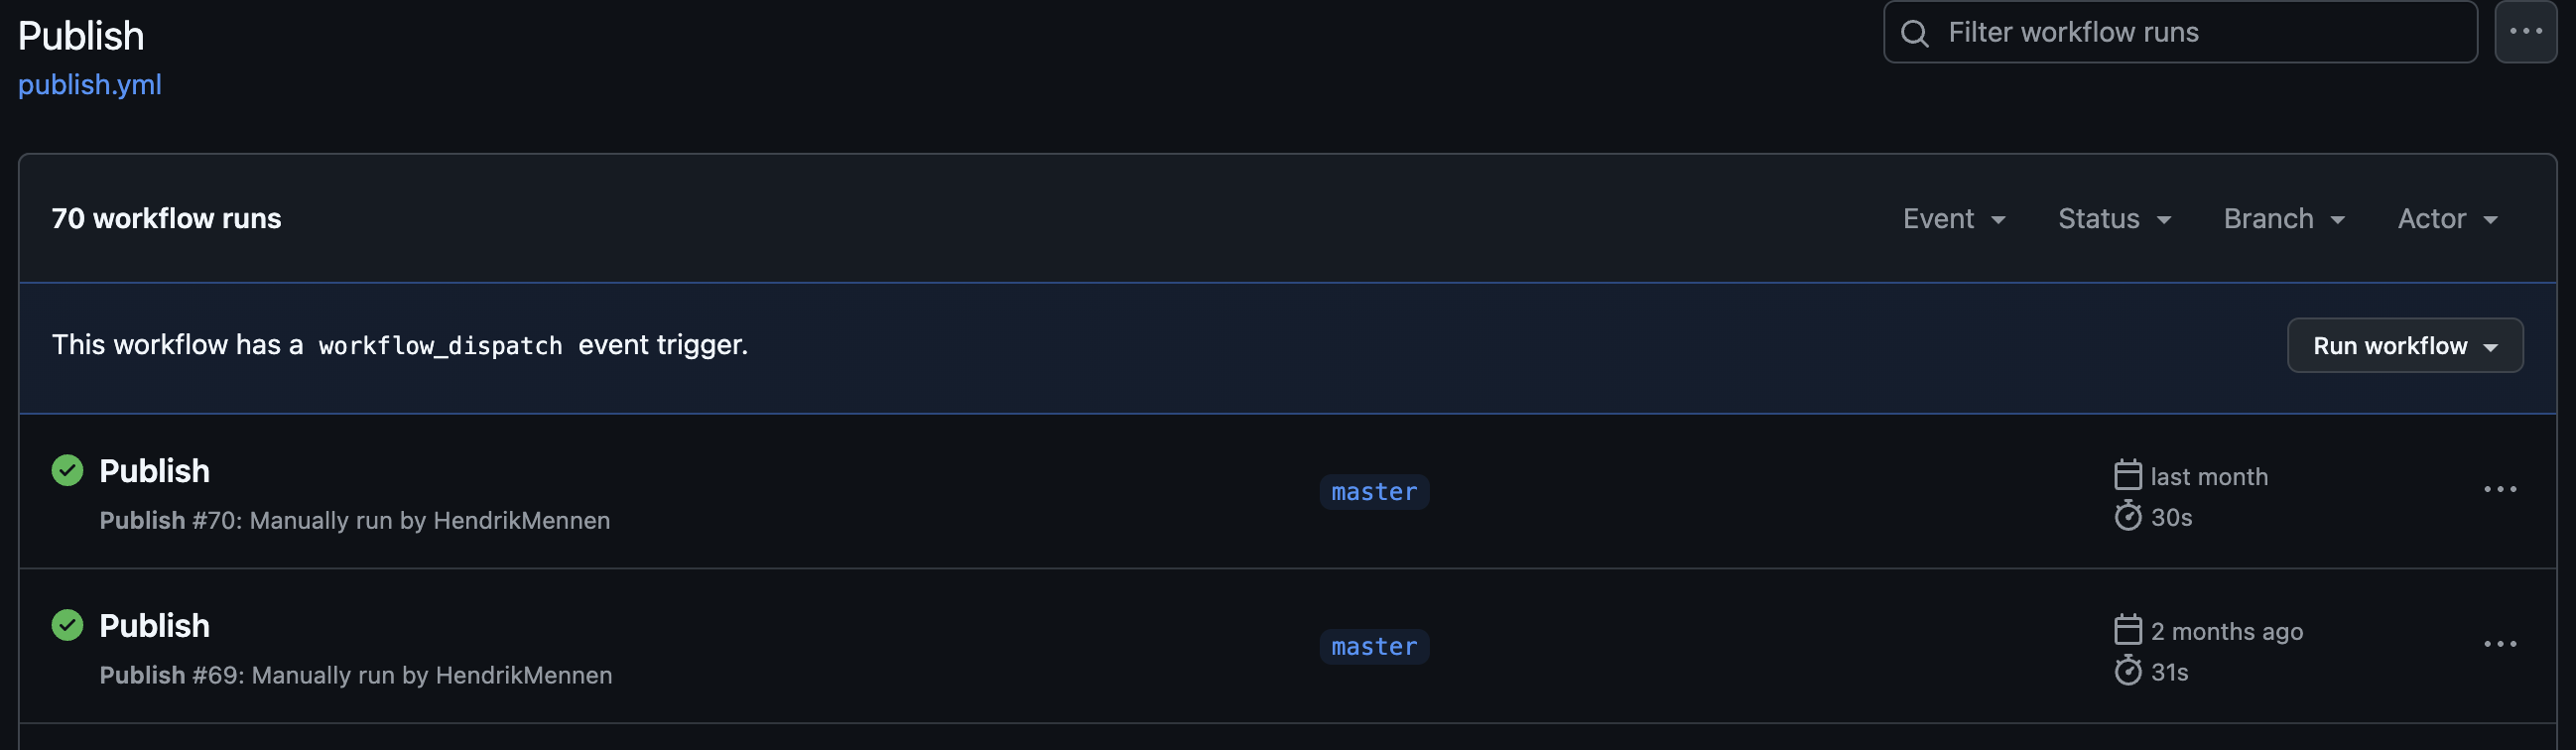 Publish
Filter workflow runs
publish.yml
70 workflow runs
Event
Status
Branch
Actor
This workflow has a workflow_dispatch event trigger.
Run workflow
Publish
Publish #70: Manually run by HendrikMennen
master
last month
30s
Publish
Publish #69: Manually run by HendrikMennen
master
2 months ago
31s